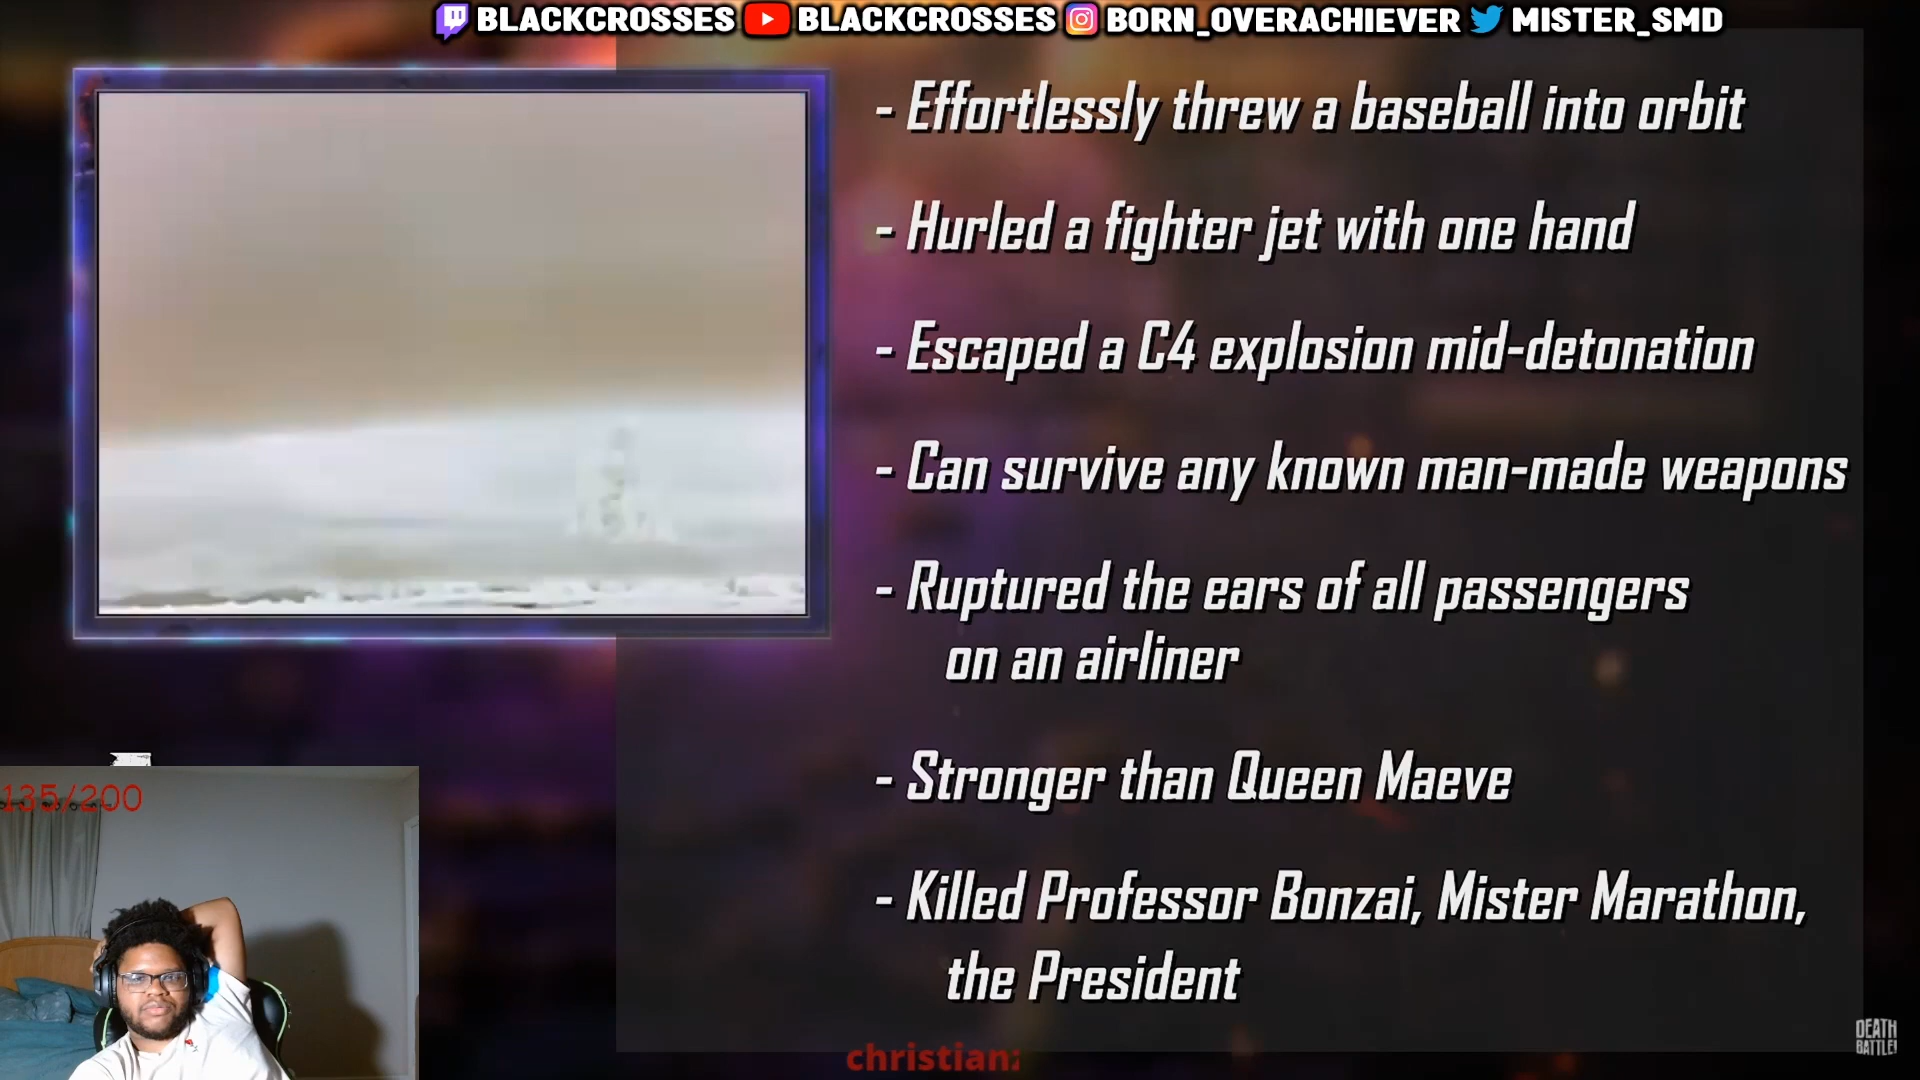 BLACKCROSSES BLACKCROSSES BORN_OVERACHIEVER MISTER_SMD
- Effortlessly threw a baseball into orbit
- Hurled a fighter jet with one hand
- Escaped a C4 explosion mid-detonation
- Can survive any known man-made weapons
- Ruptured the ears of all passengers
on an airliner
- Stronger than Queen Maeve
- Killed Professor Bonzai, Mister Marathon,
the President
135/200
christian
DEATH
BATTLE!